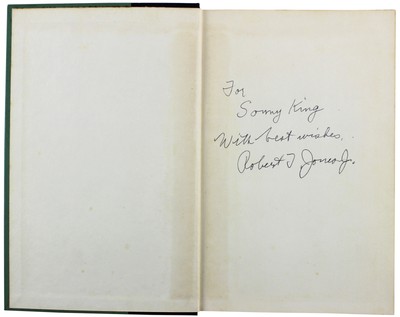 For
Sonny King
With best wishes,
Robert T Jones Jr.